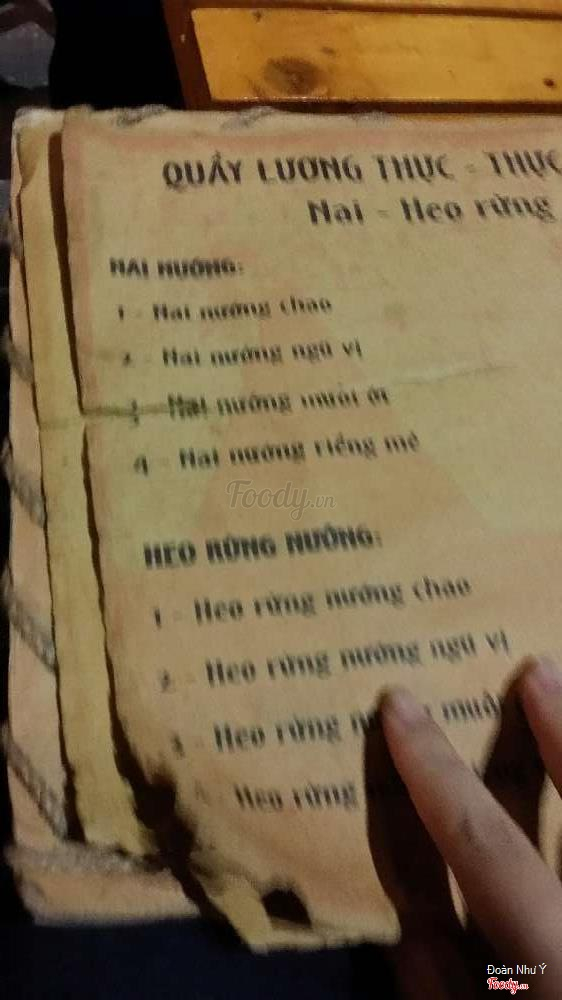 QUẦY LƯƠNG THỰC - THỰC
Nai - Heo rừng
NAI NƯỚNG:
1 - Nai nướng chao
2 - Nai nướng ngũ vị
3 - Nai nướng muối ớt
4 - Nai nướng riềng mẻ
Foody.vn
HEO RỪNG NƯỚNG:
1 - Heo rừng nướng chao
2 - Heo rừng nướng ngũ vị
3 - Heo rừng
Heo rừng
Đoàn Như Ý
Foody.vn